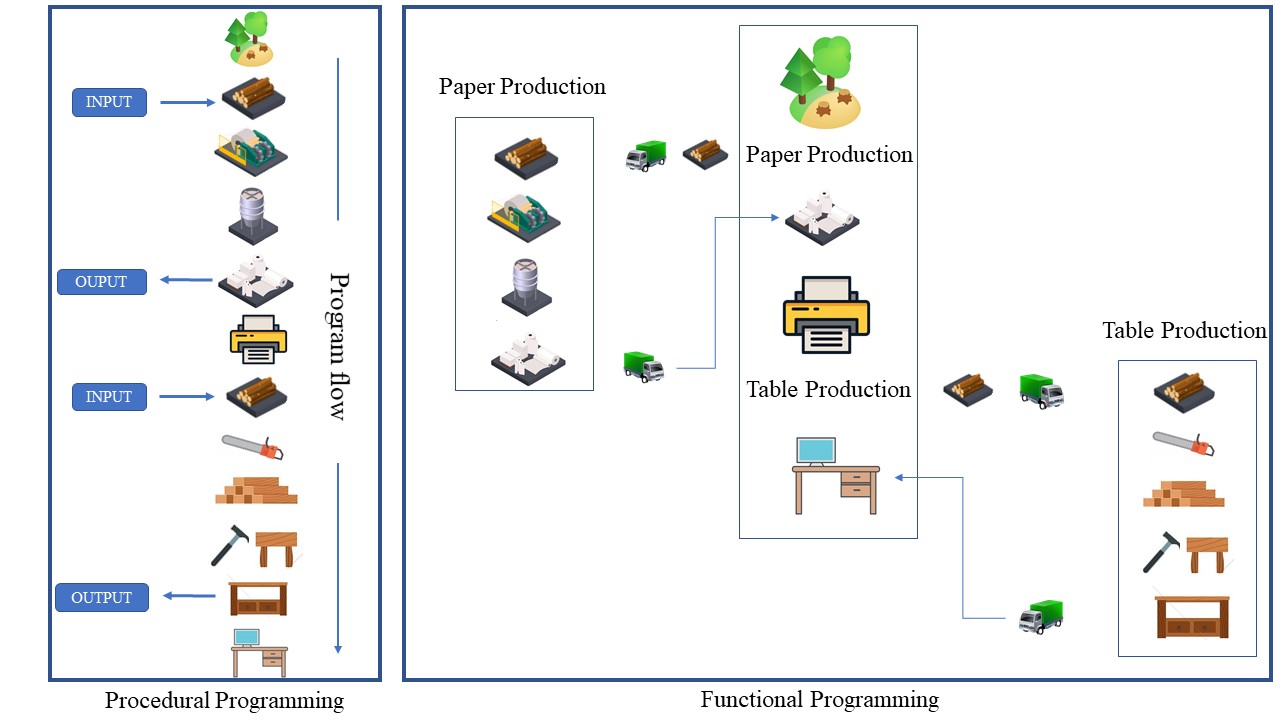 INPUT
OUPUT
INPUT
OUTPUT
Program flow
Procedural Programming
Paper Production
Paper Production
Table Production
Table Production
Functional Programming